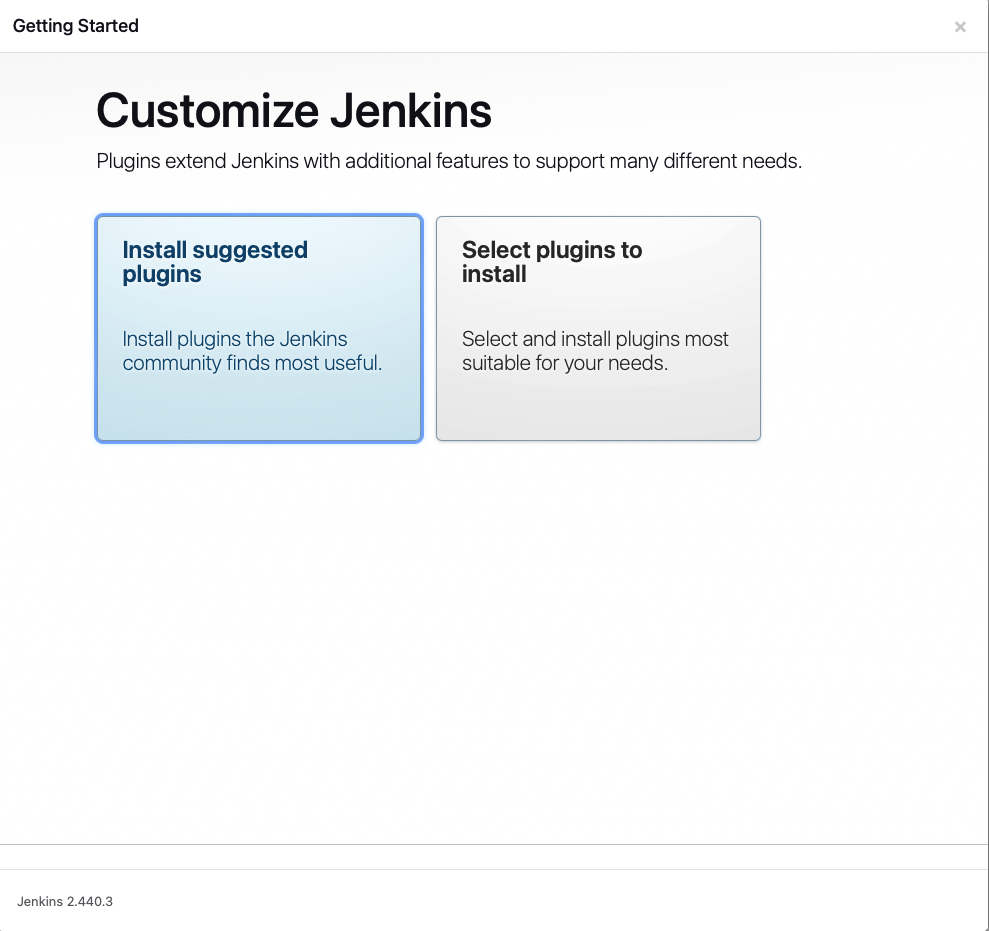 Getting Started
×
Customize Jenkins
Plugins extend Jenkins with additional features to support many different needs.
Install suggested
plugins
Install plugins the Jenkins
community finds most useful.
Select plugins to
install
Select and install plugins most
suitable for your needs.
Jenkins 2.440.3